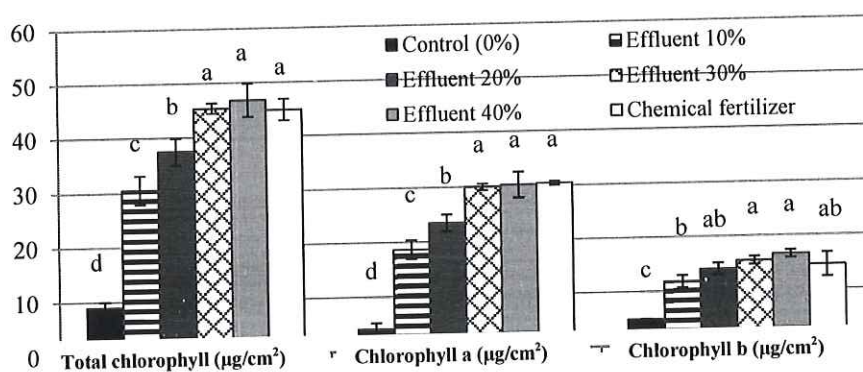 60
50
40
30
20
10
0
Control (0%)
Effluent 10%
Effluent 20%
Effluent 30%
Effluent 40%
Chemical fertilizer
d c b a a a
d c b a a a
c b ab a a ab
Total chlorophyll (µg/cm²) Chlorophyll a (µg/cm²) Chlorophyll b (µg/cm²)